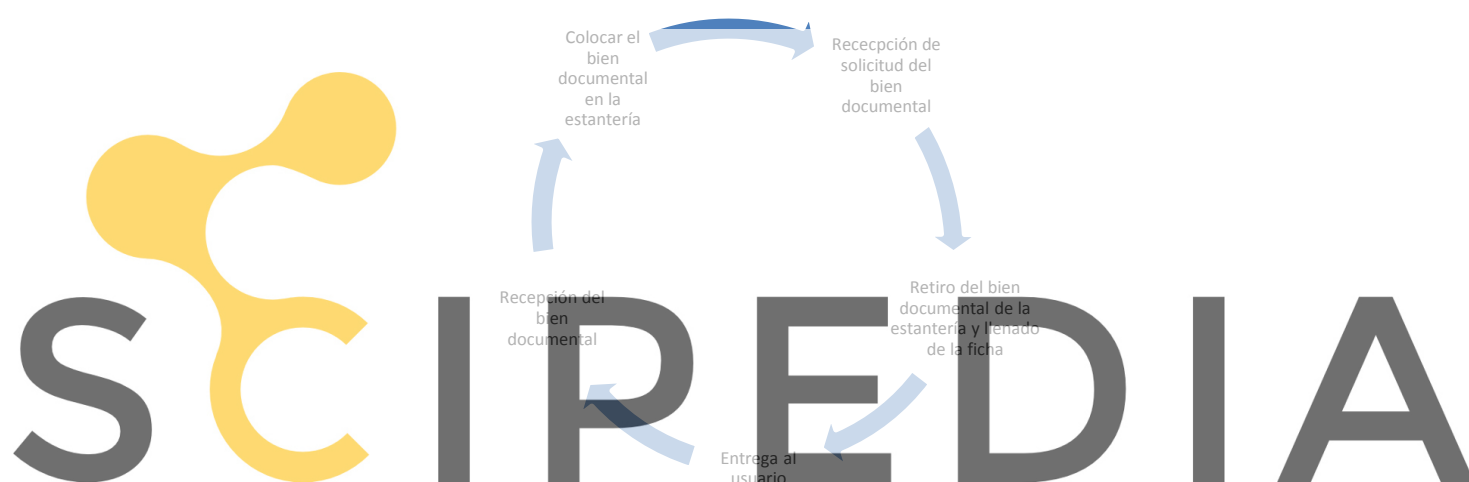 Colocar el
bien
documental
en la
estantería
Rececpción de
solicitud del
bien
documental
Retiro del bien
documental de la
estantería y llenado
de la ficha
Entrega al
usuario
Recepción del
bien
documental
SCIPEDIA